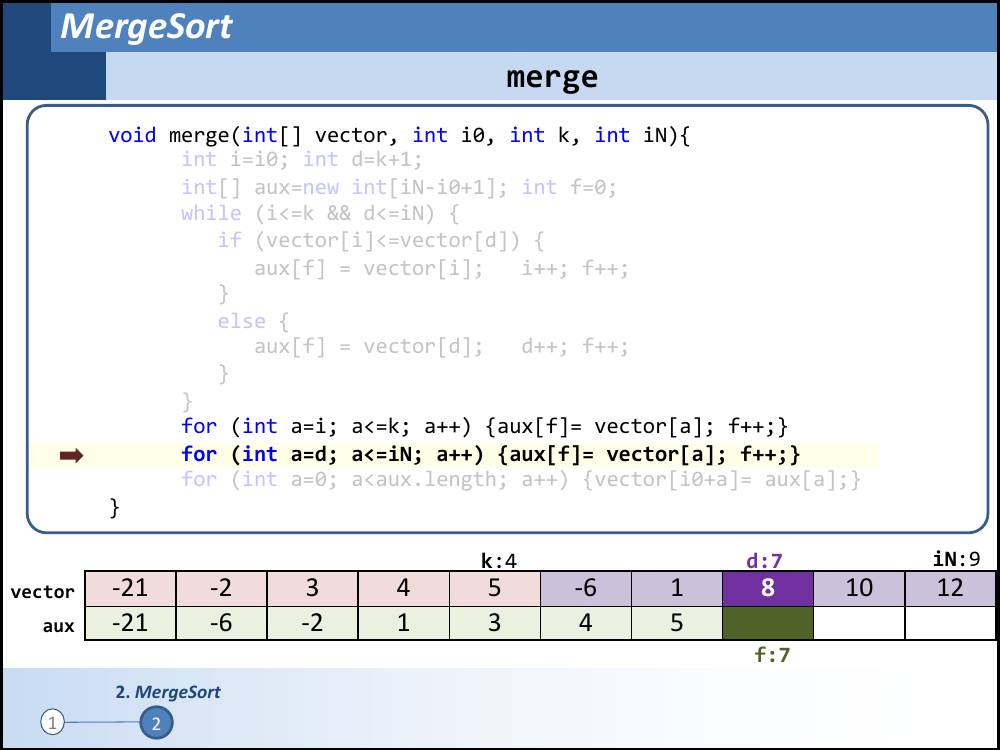 MergeSort
merge
void merge(int[] vector, int i0, int k, int iN){
int i=i0; int d=k+1;
int[] aux=new int[iN-i0+1]; int f=0;
while (i<=k && d<=iN) {
if (vector[i]<=vector[d]) {
aux[f] = vector[i];   i++; f++;
}
else {
aux[f] = vector[d];   d++; f++;
}
}
for (int a=i; a<=k; a++) {aux[f]= vector[a]; f++;}
for (int a=d; a<=iN; a++) {aux[f]= vector[a]; f++;}
for (int a=0; a<aux.length; a++) {vector[i0+a]= aux[a];}
}
k:4 d:7 iN:9
vector -21 -2 3 4 5 -6 1 8 10 12
aux -21 -6 -2 1 3 4 5
f:7
2. MergeSort
1 2